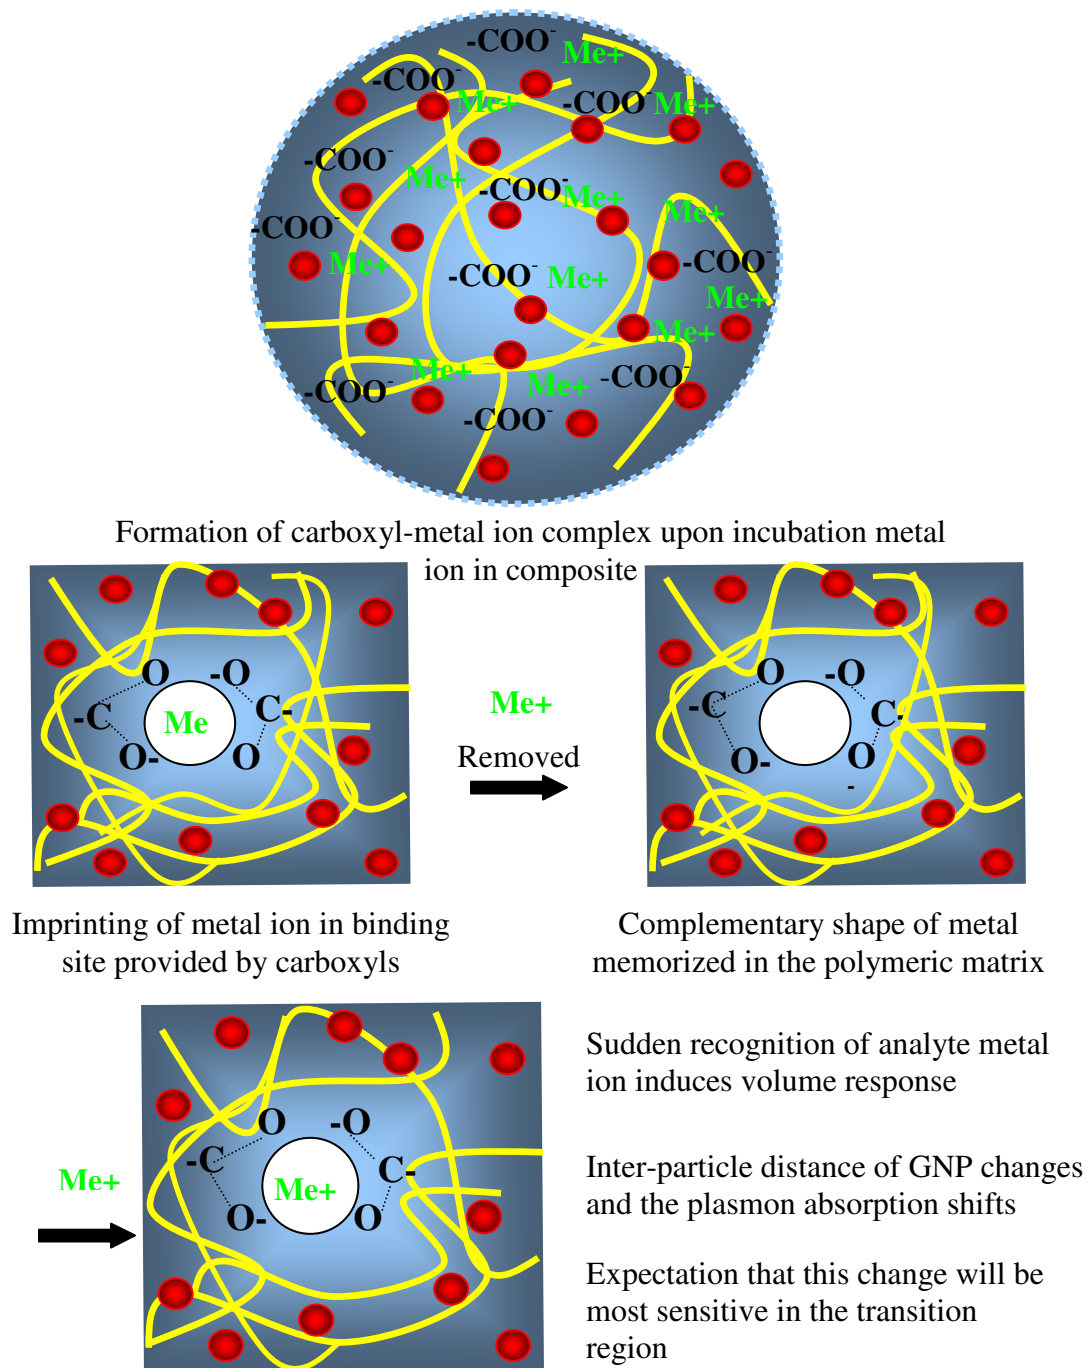 -COO-
Me+
-COO-
Me+
-COO-
Me+
-COO-
Me+
-COO-
Me+
-COO-
Me+
Me+
-COO-
-COO-
Me+
Me+
Me+
Me+
-COO-
-COO-
Me+
-COO-
Formation of carboxyl-metal ion complex upon incubation metal
ion in composite
O -O
-C Me C-
O- O
Me+
Removed
O -O
-C C-
O- O
-
Imprinting of metal ion in binding
site provided by carboxyls
Complementary shape of metal
memorized in the polymeric matrix
Me+
O -O
-C C-
Me+
O- O
Sudden recognition of analyte metal
ion induces volume response
Inter-particle distance of GNP changes
and the plasmon absorption shifts
Expectation that this change will be
most sensitive in the transition
region